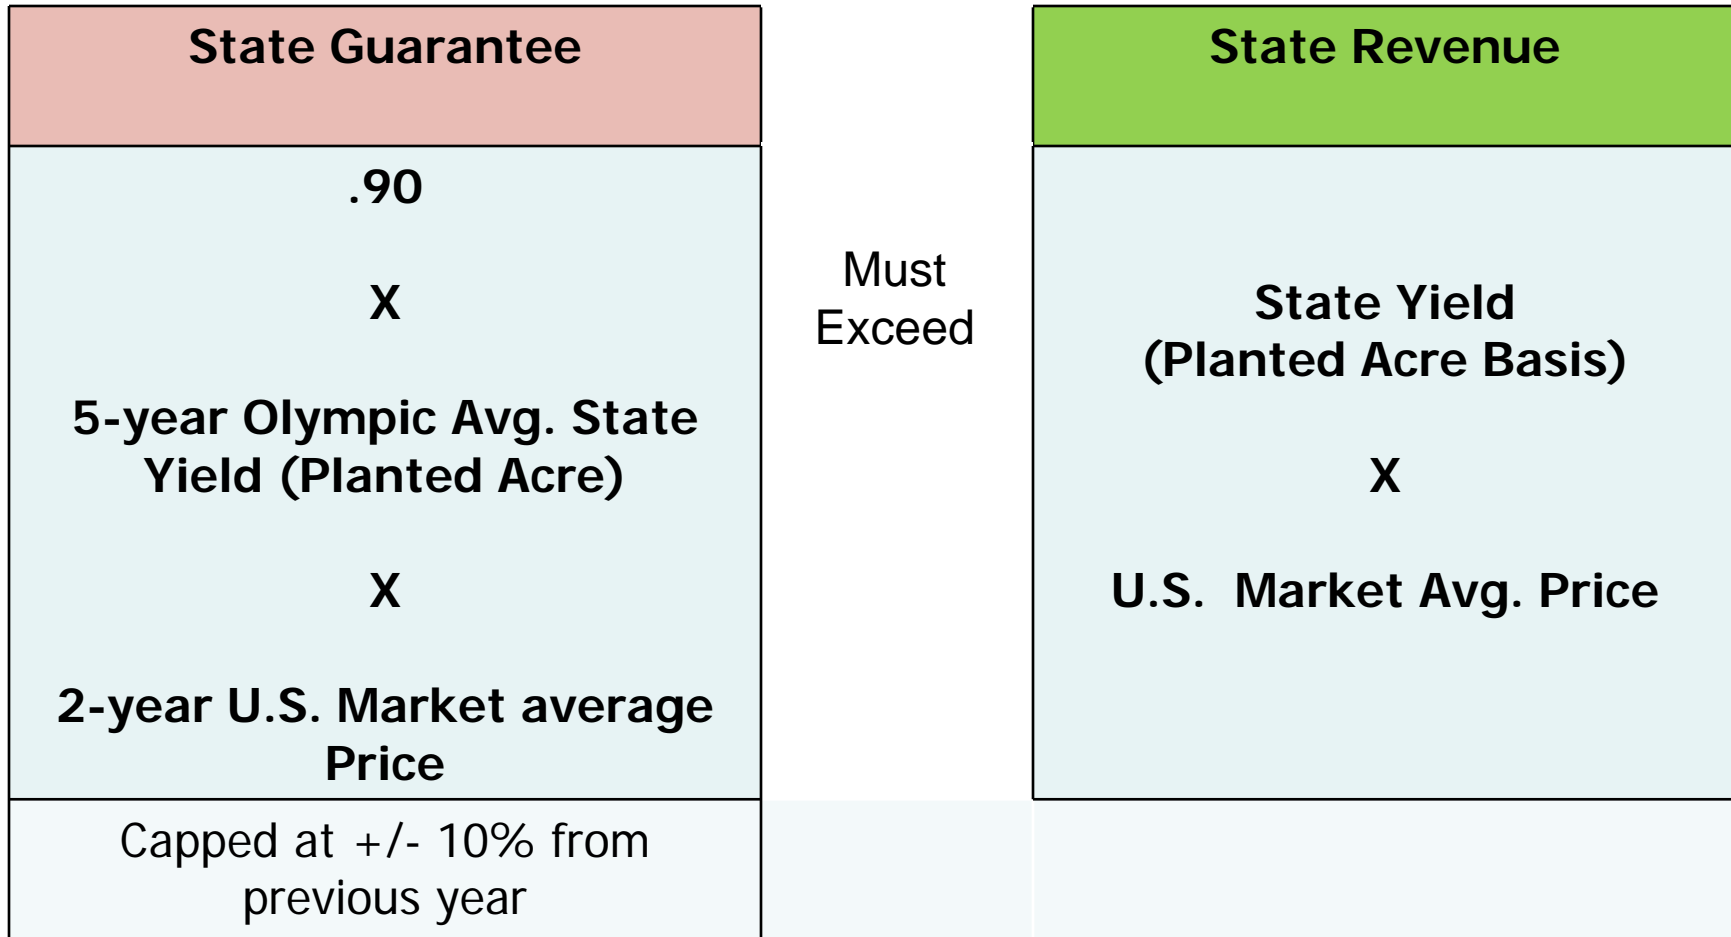 State Guarantee
.90
X
5-year Olympic Avg. State
Yield (Planted Acre)
X
2-year U.S. Market average
Price
Capped at +/- 10% from
previous year
Must
Exceed
State Revenue
State Yield
(Planted Acre Basis)
X
U.S. Market Avg. Price